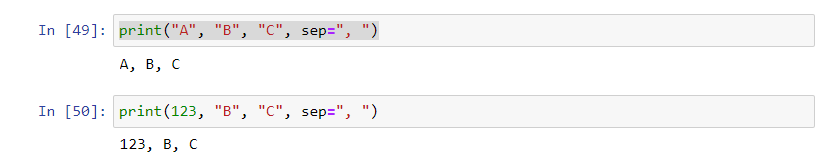 In [49]: print("A", "B", "C", sep=", ")
A, B, C
In [50]: print(123, "B", "C", sep=", ")
123, B, C